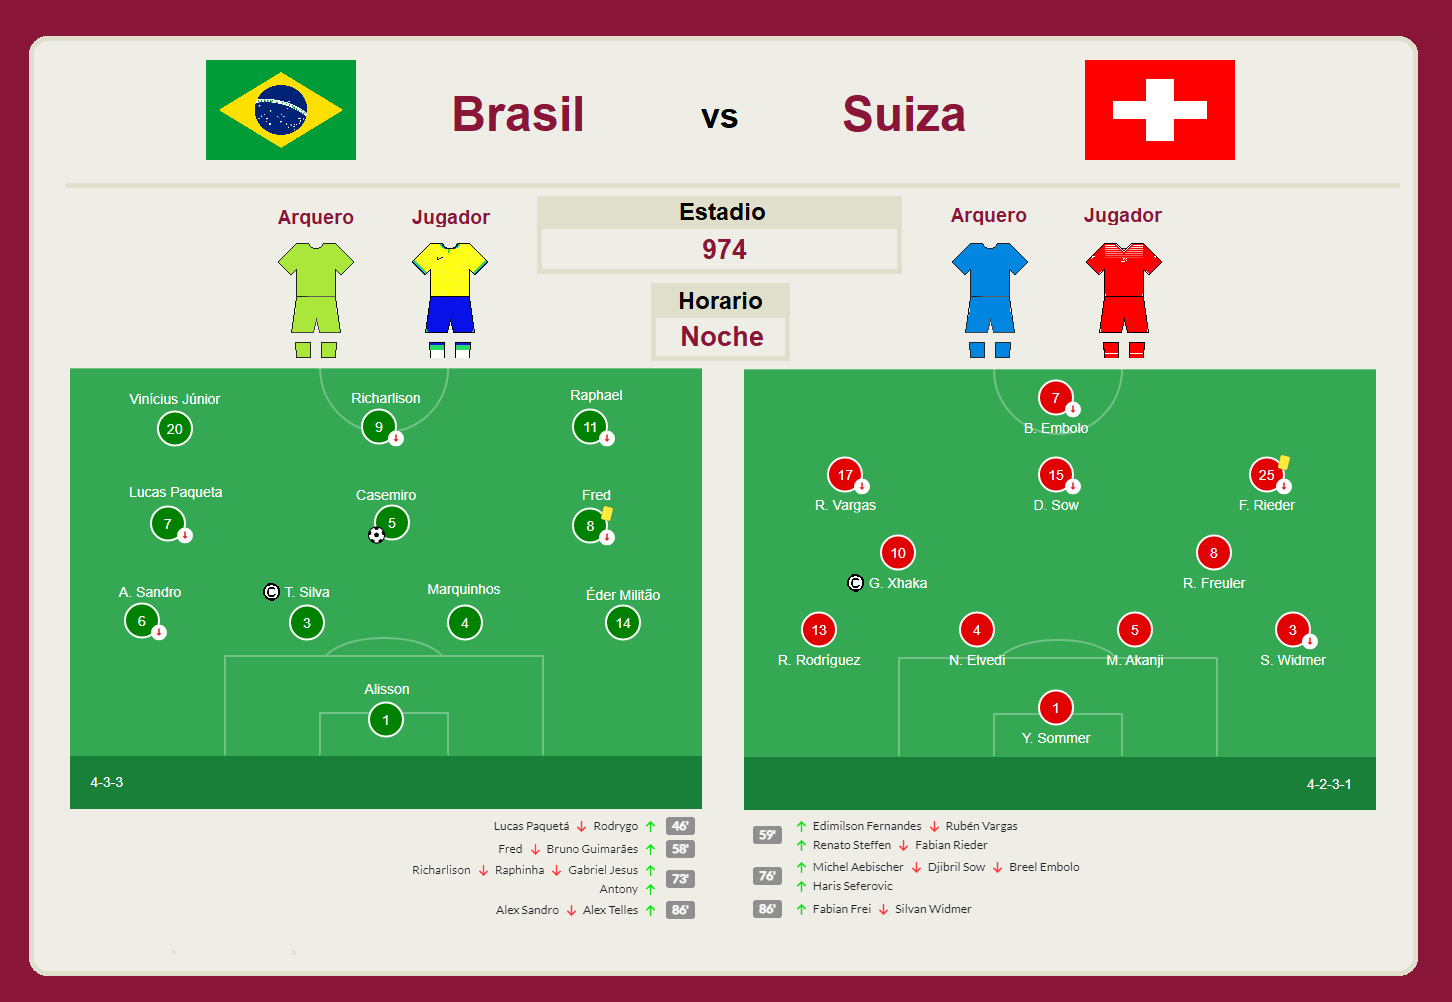 Brasil vs Suiza
Arquero Jugador
Estadio
974
Horario
Noche
Arquero Jugador
Vinícius Júnior
20
Richarlison
9
Raphael
11
Lucas Paqueta
7
Casemiro
5
Fred
8
A. Sandro
6
© T. Silva
3
Marquinhos
4
Éder Militão
14
Alisson
1
4-3-3
7
B. Embolo
17
R. Vargas
15
D. Sow
25
F. Rieder
10
© G. Xhaka
8
R. Freuler
13
R. Rodríguez
4
N. Elvedi
5
M. Akanji
3
S. Widmer
1
Y. Sommer
4-2-3-1
Lucas Paquetá ↓ Rodrygo ↑ 46'
Fred ↓ Bruno Guimarães ↑ 58'
Richarlison ↓ Raphinha ↓ Gabriel Jesus ↑ 73'
Antony ↑
Alex Sandro ↓ Alex Telles ↑ 86'
59' ↑ Edimilson Fernandes ↓ Rubén Vargas
↑ Renato Steffen ↓ Fabian Rieder
76' ↑ Michel Aebischer ↓ Djibril Sow ↓ Breel Embolo
↑ Haris Seferovic
86' ↑ Fabian Frei ↓ Silvan Widmer